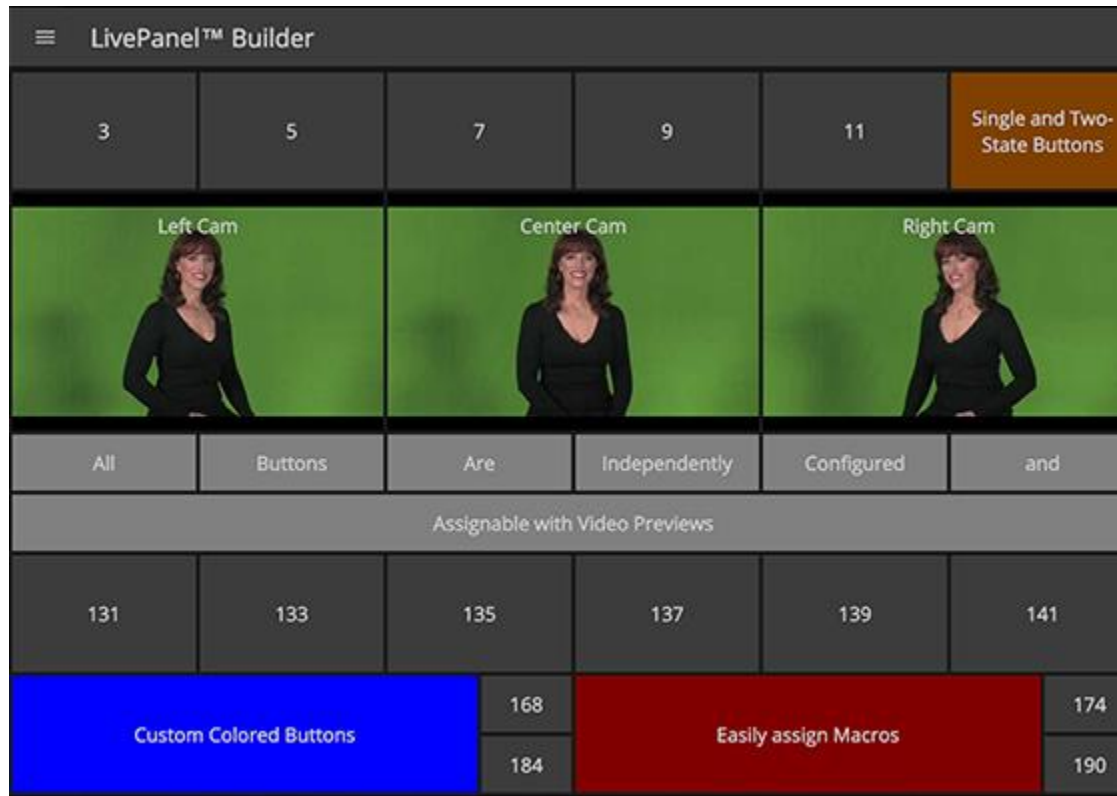 LivePanel™ Builder
3
5
7
9
11
Single and Two-
State Buttons
Left Cam
Center Cam
Right Cam
All
Buttons
Are
Independently
Configured
and
Assignable with Video Previews
131
133
135
137
139
141
Custom Colored Buttons
168
184
Easily assign Macros
174
190